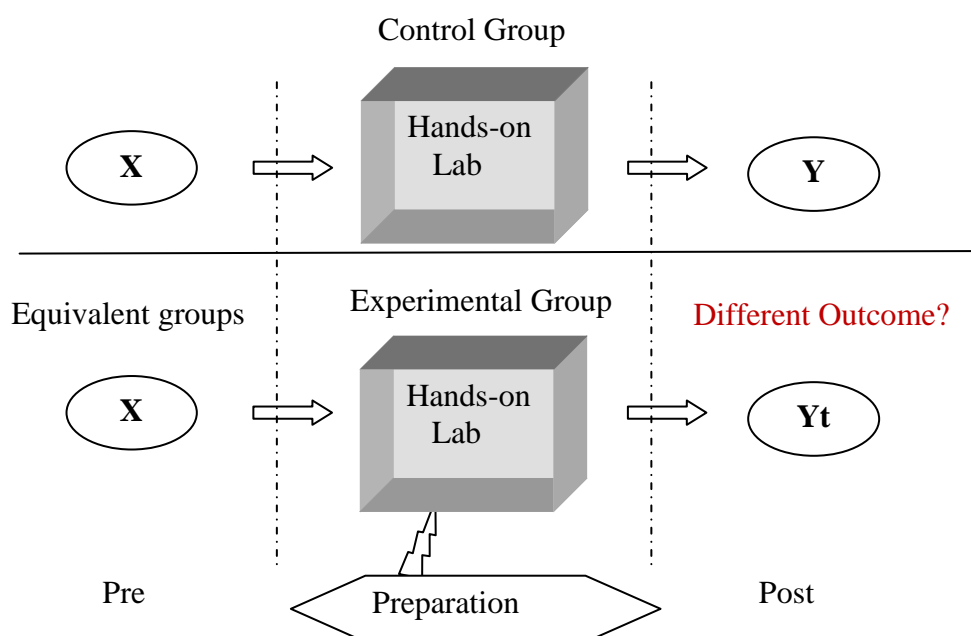 Control Group
Hands-on
Lab
X
Y
Equivalent groups
Experimental Group
Different Outcome?
Hands-on
Lab
X
Yt
Pre
Preparation
Post